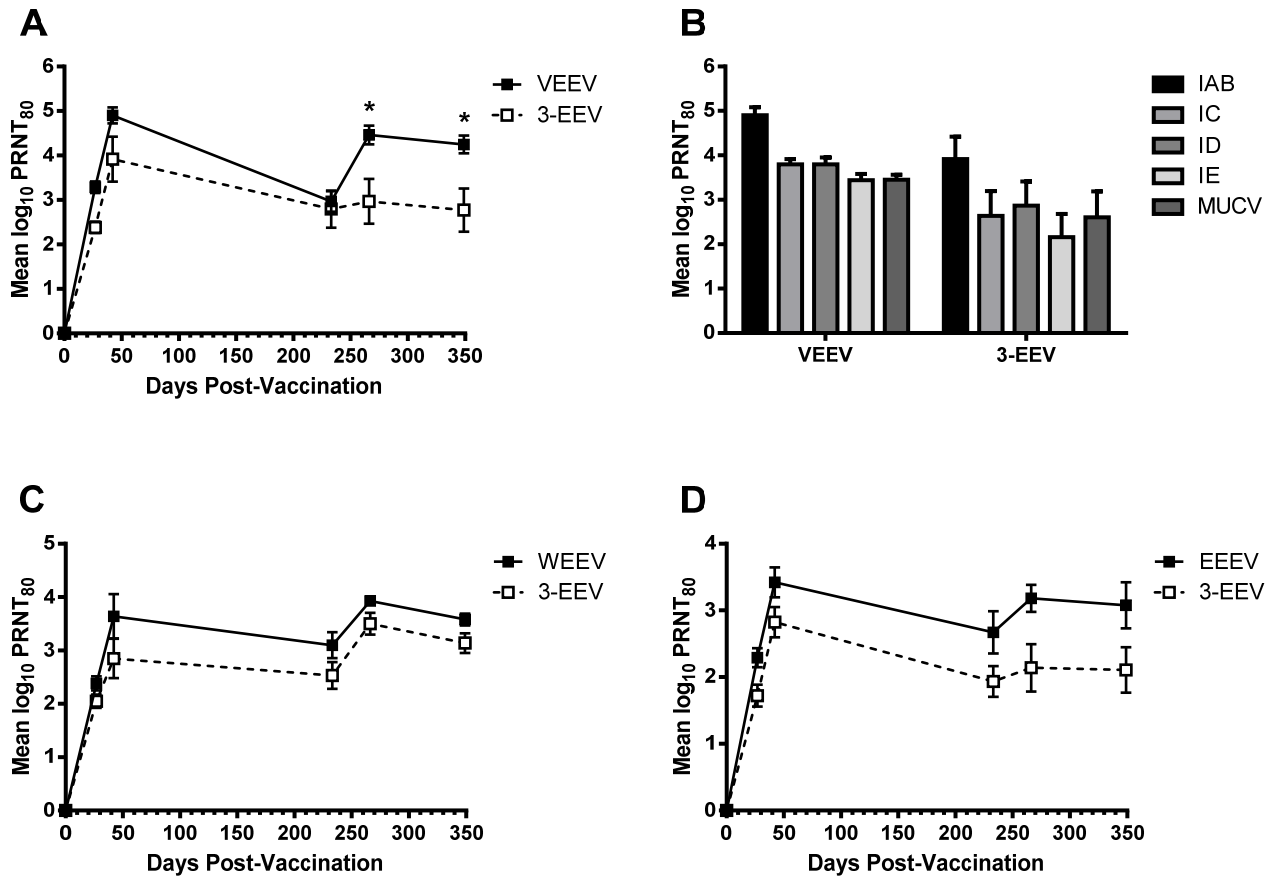 A
6
5
4
3
2
1
0
Mean log10 PRNT80
0 50 100 150 200 250 300 350
Days Post-Vaccination
VEEV
3-EEV
*
*
B
6
5
4
3
2
1
0
Mean log10 PRNT80
VEEV 3-EEV
IAB
IC
ID
IE
MUCV
C
5
4
3
2
1
0
Mean log10 PRNT80
0 50 100 150 200 250 300 350
Days Post-Vaccination
WEEV
3-EEV
D
4
3
2
1
0
Mean log10 PRNT80
0 50 100 150 200 250 300 350
Days Post-Vaccination
EEEV
3-EEV